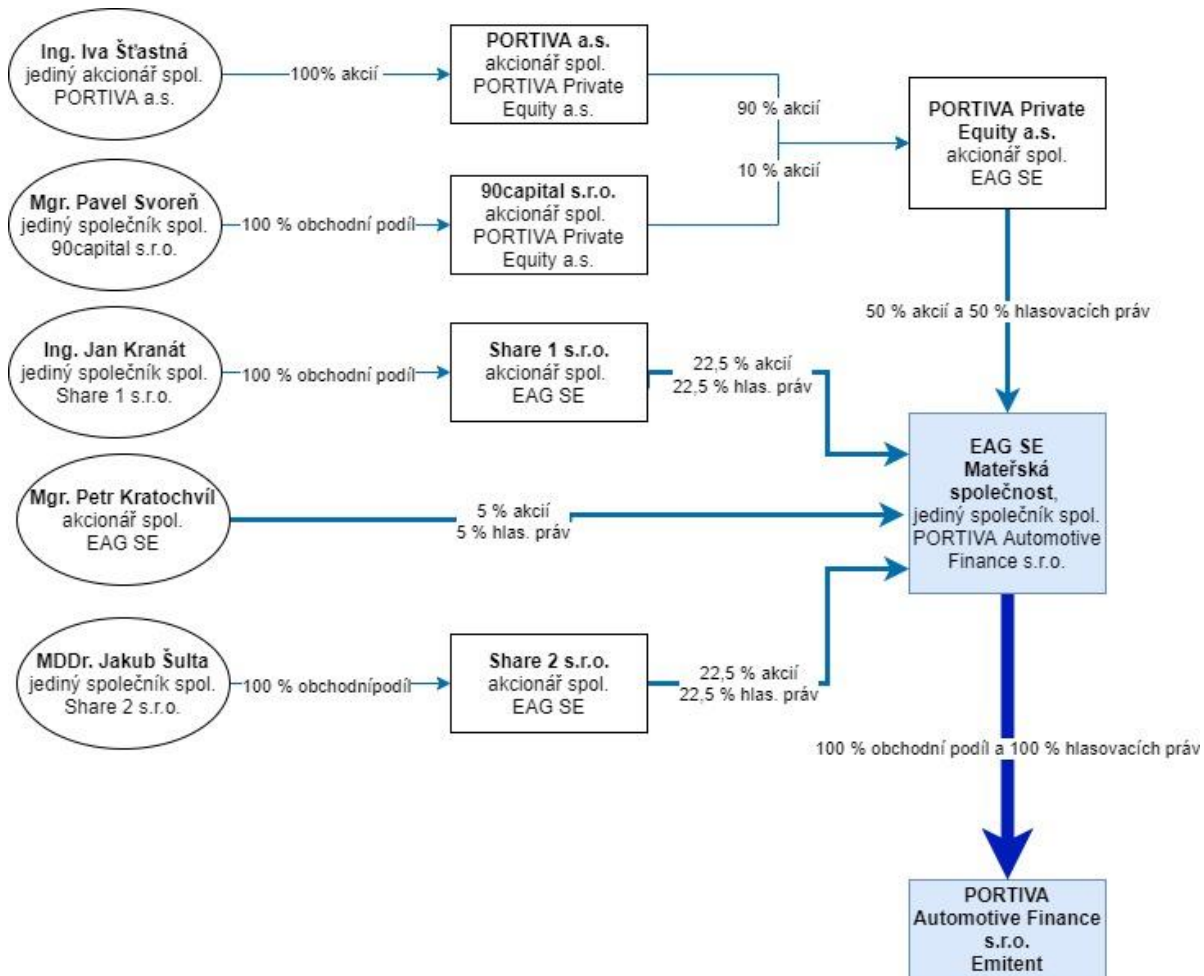 Ing. Iva Šťastná
jediný akcionář spol.
PORTIVA a.s.
100% akcií
PORTIVA a.s.
akcionář spol.
PORTIVA Private
Equity a.s.
90 % akcií
10 % akcií
PORTIVA Private
Equity a.s.
akcionář spol.
EAG SE
Mgr. Pavel Svoreň
jediný společník spol.
90capital s.r.o.
100 % obchodní podíl
90capital s.r.o.
akcionář spol.
PORTIVA Private
Equity a.s.
50 % akcií a 50 % hlasovacích práv
Ing. Jan Kranát
jediný společník spol.
Share 1 s.r.o.
100 % obchodní podíl
Share 1 s.r.o.
akcionář spol.
EAG SE
22,5 % akcií
22,5 % hlas. práv
Mgr. Petr Kratochvíl
akcionář spol.
EAG SE
5 % akcií
5 % hlas. práv
EAG SE
Mateřská
společnost,
jediný společník spol.
PORTIVA Automotive
Finance s.r.o.
MDDr. Jakub Šulta
jediný společník spol.
Share 2 s.r.o.
100 % obchodnípodíl
Share 2 s.r.o.
akcionář spol.
EAG SE
22,5 % akcií
22,5 % hlas. práv
100 % obchodní podíl a 100 % hlasovacích práv
PORTIVA
Automotive Finance
s.r.o.
Emitent